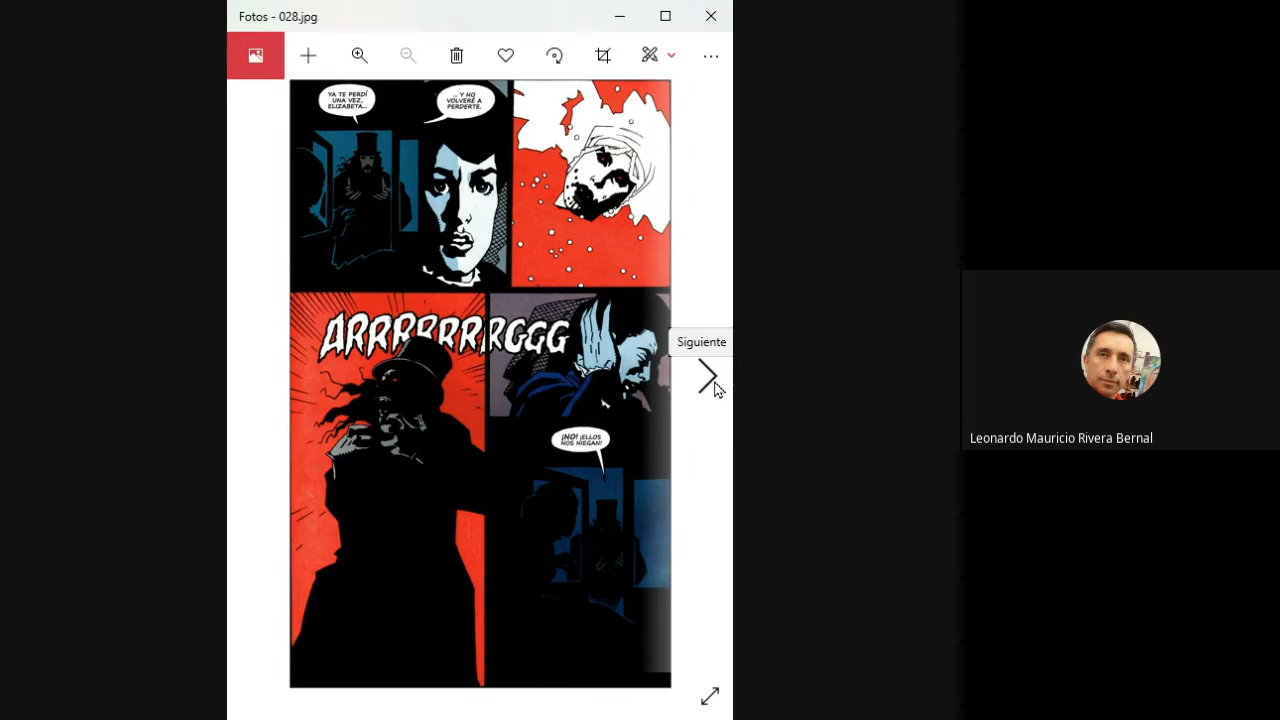 Fotos - 028.jpg
YA TE PERDÍ
UNA VEZ,
ELIZABETA...
... Y NO
VOLVERÉ A
PERDERTE.
ARRRRRRRGGG
Siguiente
¡NO! ¡ELLOS
NOS NIEGAN!
Leonardo Mauricio Rivera Bernal